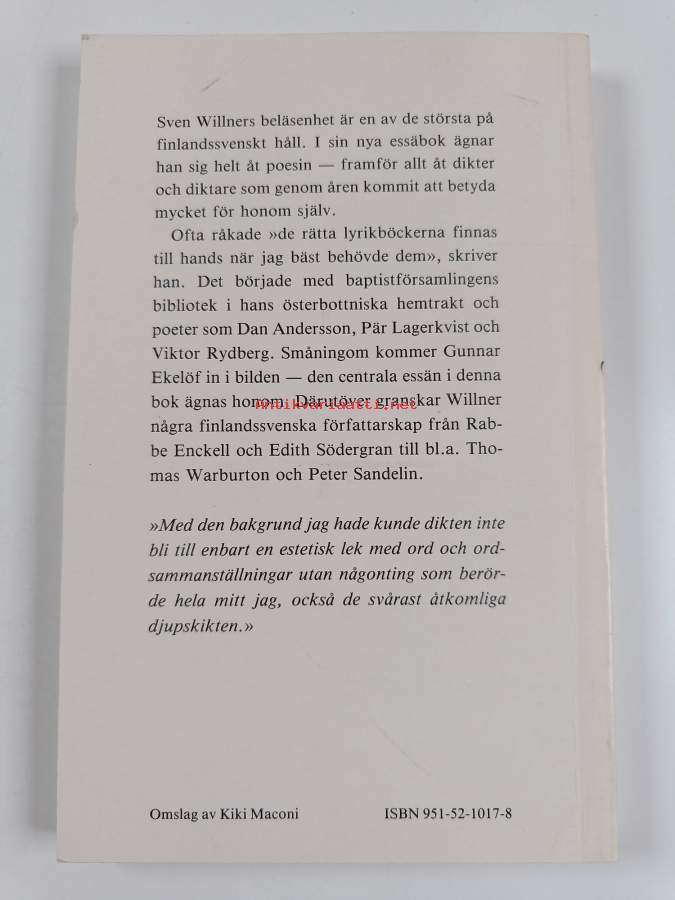 Sven Willners beläsenhet är en av de största på
finlandssvenskt håll. I sin nya essäbok ägnar
han sig helt åt poesin — framför allt åt dikter
och diktare som genom åren kommit att betyda
mycket för honom själv.
Ofta råkade »de rätta lyrikböckerna finnas
till hands när jag bäst behövde dem», skriver
han. Det började med baptistförsamlingens
bibliotek i hans österbottniska hemtrakt och
poeter som Dan Andersson, Pär Lagerkvist och
Viktor Rydberg. Småningom kommer Gunnar
Ekelöf in i bilden — den centrala essän i denna
bok ägnas honom. Därutöver granskar Willner
Antikvariaatti.net
några finlandssvenska författarskap från Rab-
be Enckell och Edith Södergran till bl.a. Tho-
mas Warburton och Peter Sandelin.
»Med den bakgrund jag hade kunde dikten inte
bli till enbart en estetisk lek med ord och ord-
sammanställningar utan någonting som berör-
de hela mitt jag, också de svårast åtkomliga
djupskikten.»
Omslag av Kiki Maconi
ISBN 951-52-1017-8